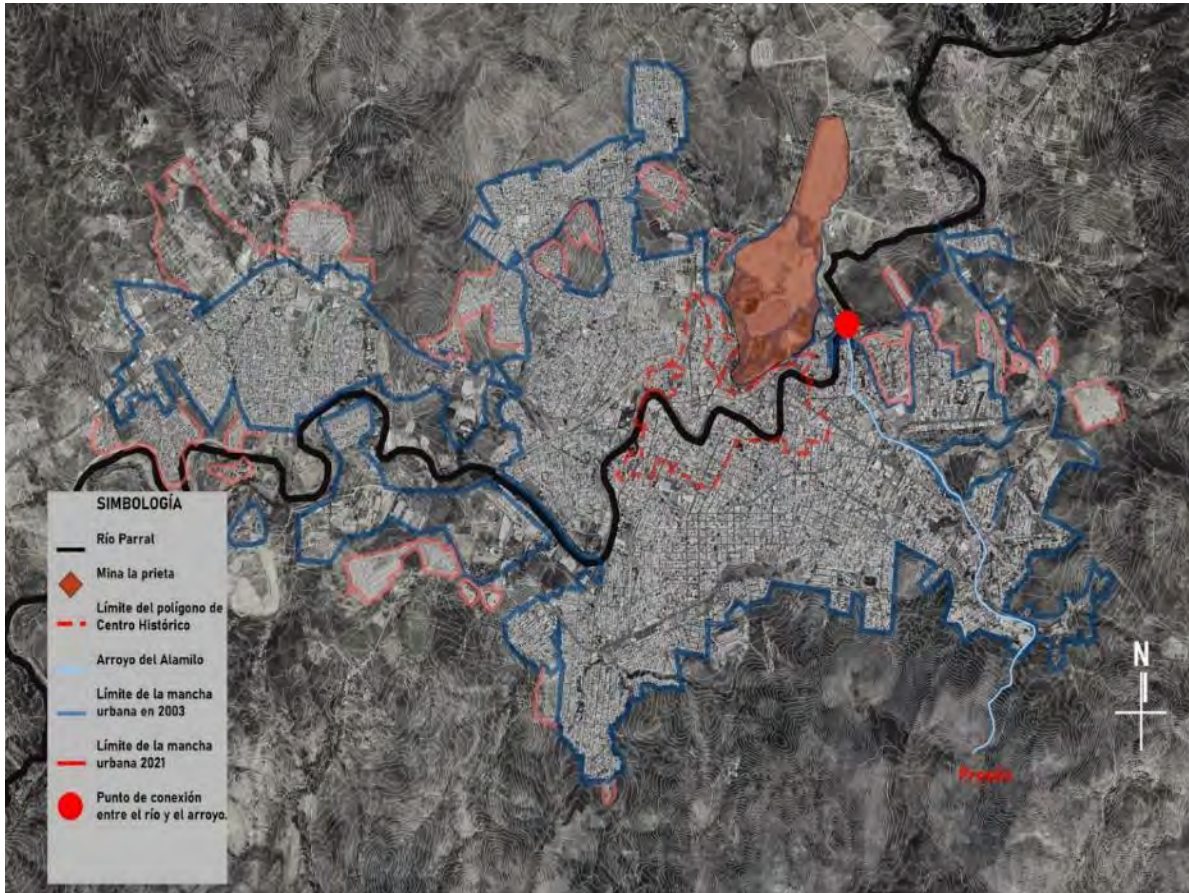 SIMBOLOGÍA
Río Parral
Mina la prieta
Límite del polígono de
Centro Histórico
Arroyo del Alamilo
Límite de la mancha
urbana en 2003
Límite de la mancha
urbana 2021
Punto de conexión
entre el río y el arroyo.
N
Presón